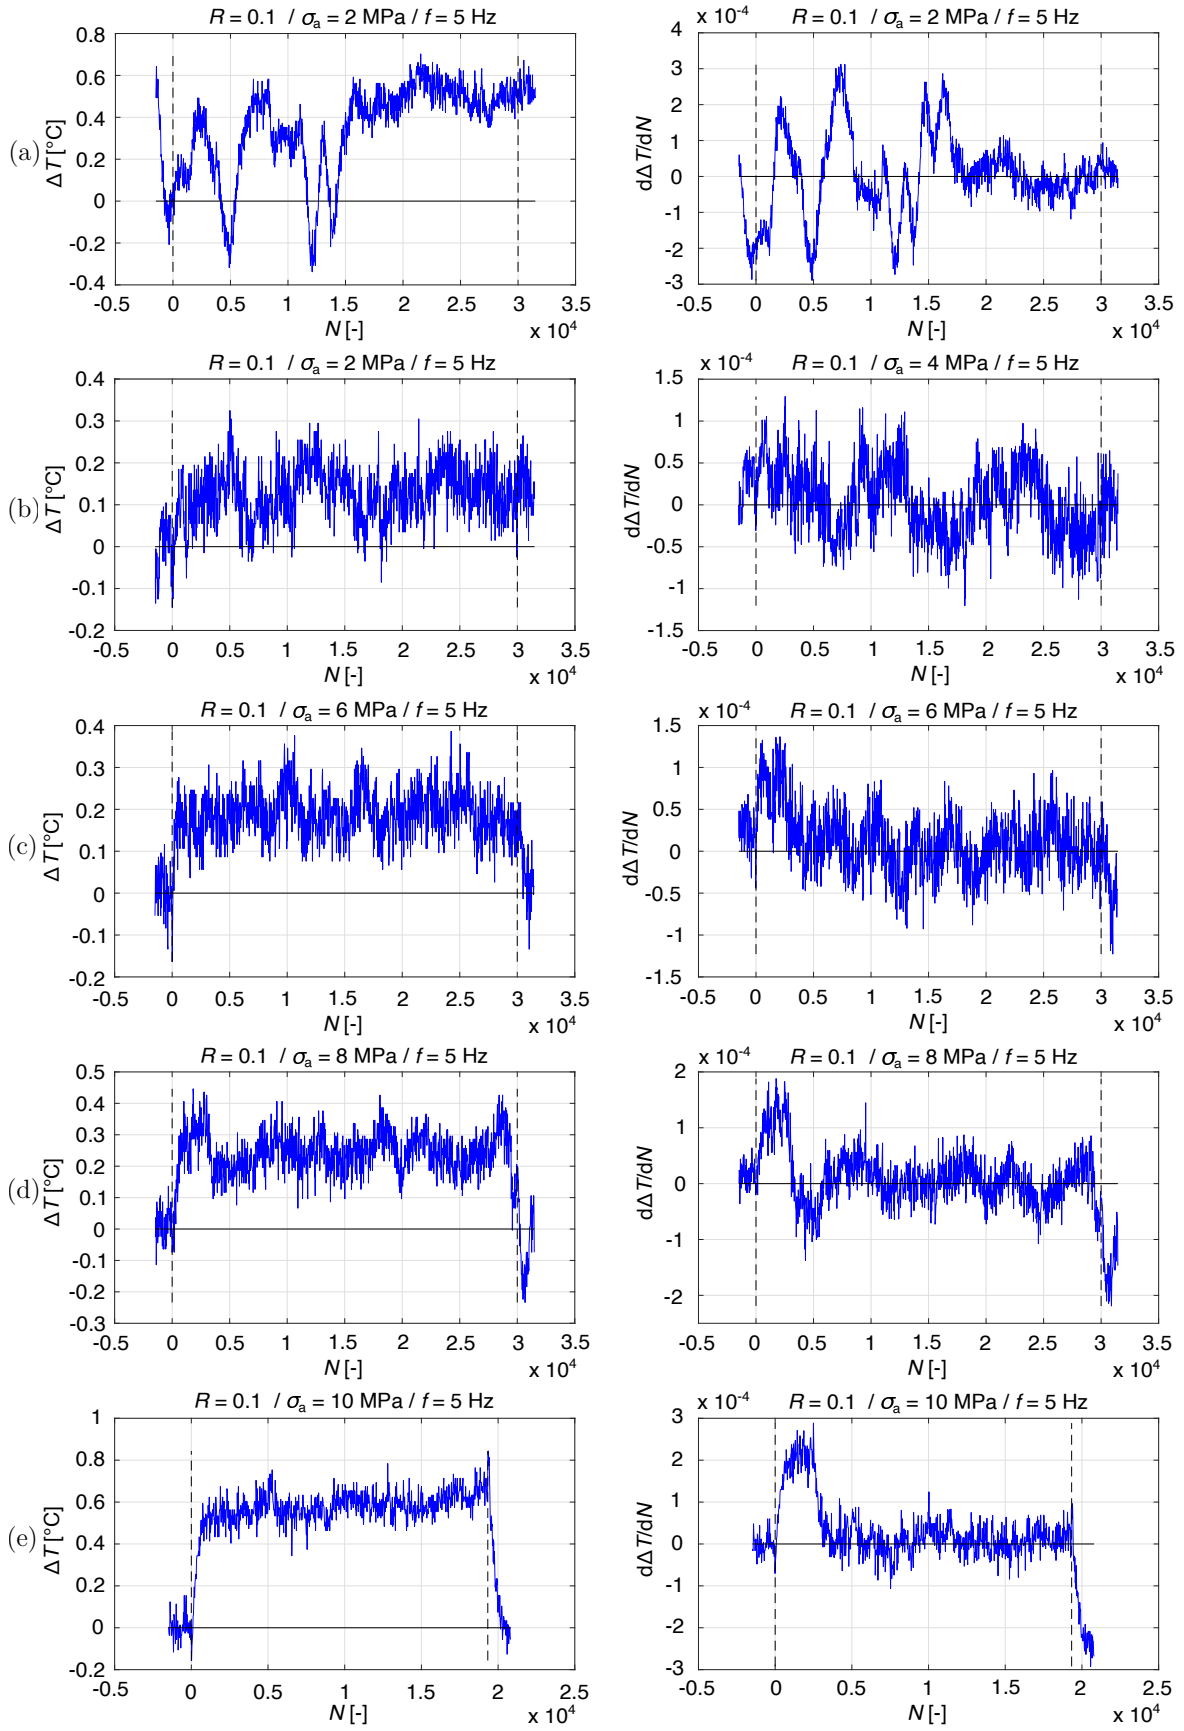 R = 0.1 / σa = 2 MPa / f = 5 Hz
0.8
0.6
0.4
0.2
0
-0.2
-0.4
(a)
ΔT [°C]
-0.5 0 0.5 1 1.5 2 2.5 3 3.5
N [-]
x 10^4
x 10^-4
R = 0.1 / σa = 2 MPa / f = 5 Hz
4
3
2
1
0
-1
-2
-3
dΔT/dN
-0.5 0 0.5 1 1.5 2 2.5 3 3.5
N [-]
x 10^4
R = 0.1 / σa = 2 MPa / f = 5 Hz
0.4
0.3
0.2
0.1
0
-0.1
-0.2
(b)
ΔT [°C]
-0.5 0 0.5 1 1.5 2 2.5 3 3.5
N [-]
x 10^4
x 10^-4
R = 0.1 / σa = 4 MPa / f = 5 Hz
1.5
1
0.5
0
-0.5
-1
-1.5
dΔT/dN
-0.5 0 0.5 1 1.5 2 2.5 3 3.5
N [-]
x 10^4
R = 0.1 / σa = 6 MPa / f = 5 Hz
0.4
0.3
0.2
0.1
0
-0.1
-0.2
(c)
ΔT [°C]
-0.5 0 0.5 1 1.5 2 2.5 3 3.5
N [-]
x 10^4
x 10^-4
R = 0.1 / σa = 6 MPa / f = 5 Hz
1.5
1
0.5
0
-0.5
-1
-1.5
dΔT/dN
-0.5 0 0.5 1 1.5 2 2.5 3 3.5
N [-]
x 10^4
R = 0.1 / σa = 8 MPa / f = 5 Hz
0.5
0.4
0.3
0.2
0.1
0
-0.1
-0.2
-0.3
(d)
ΔT [°C]
-0.5 0 0.5 1 1.5 2 2.5 3 3.5
N [-]
x 10^4
x 10^-4
R = 0.1 / σa = 8 MPa / f = 5 Hz
2
1
0
-1
-2
dΔT/dN
-0.5 0 0.5 1 1.5 2 2.5 3 3.5
N [-]
x 10^4
R = 0.1 / σa = 10 MPa / f = 5 Hz
1
0.8
0.6
0.4
0.2
0
-0.2
(e)
ΔT [°C]
-0.5 0 0.5 1 1.5 2 2.5
N [-]
x 10^4
x 10^-4
R = 0.1 / σa = 10 MPa / f = 5 Hz
3
2
1
0
-1
-2
-3
dΔT/dN
-0.5 0 0.5 1 1.5 2 2.5
N [-]
x 10^4